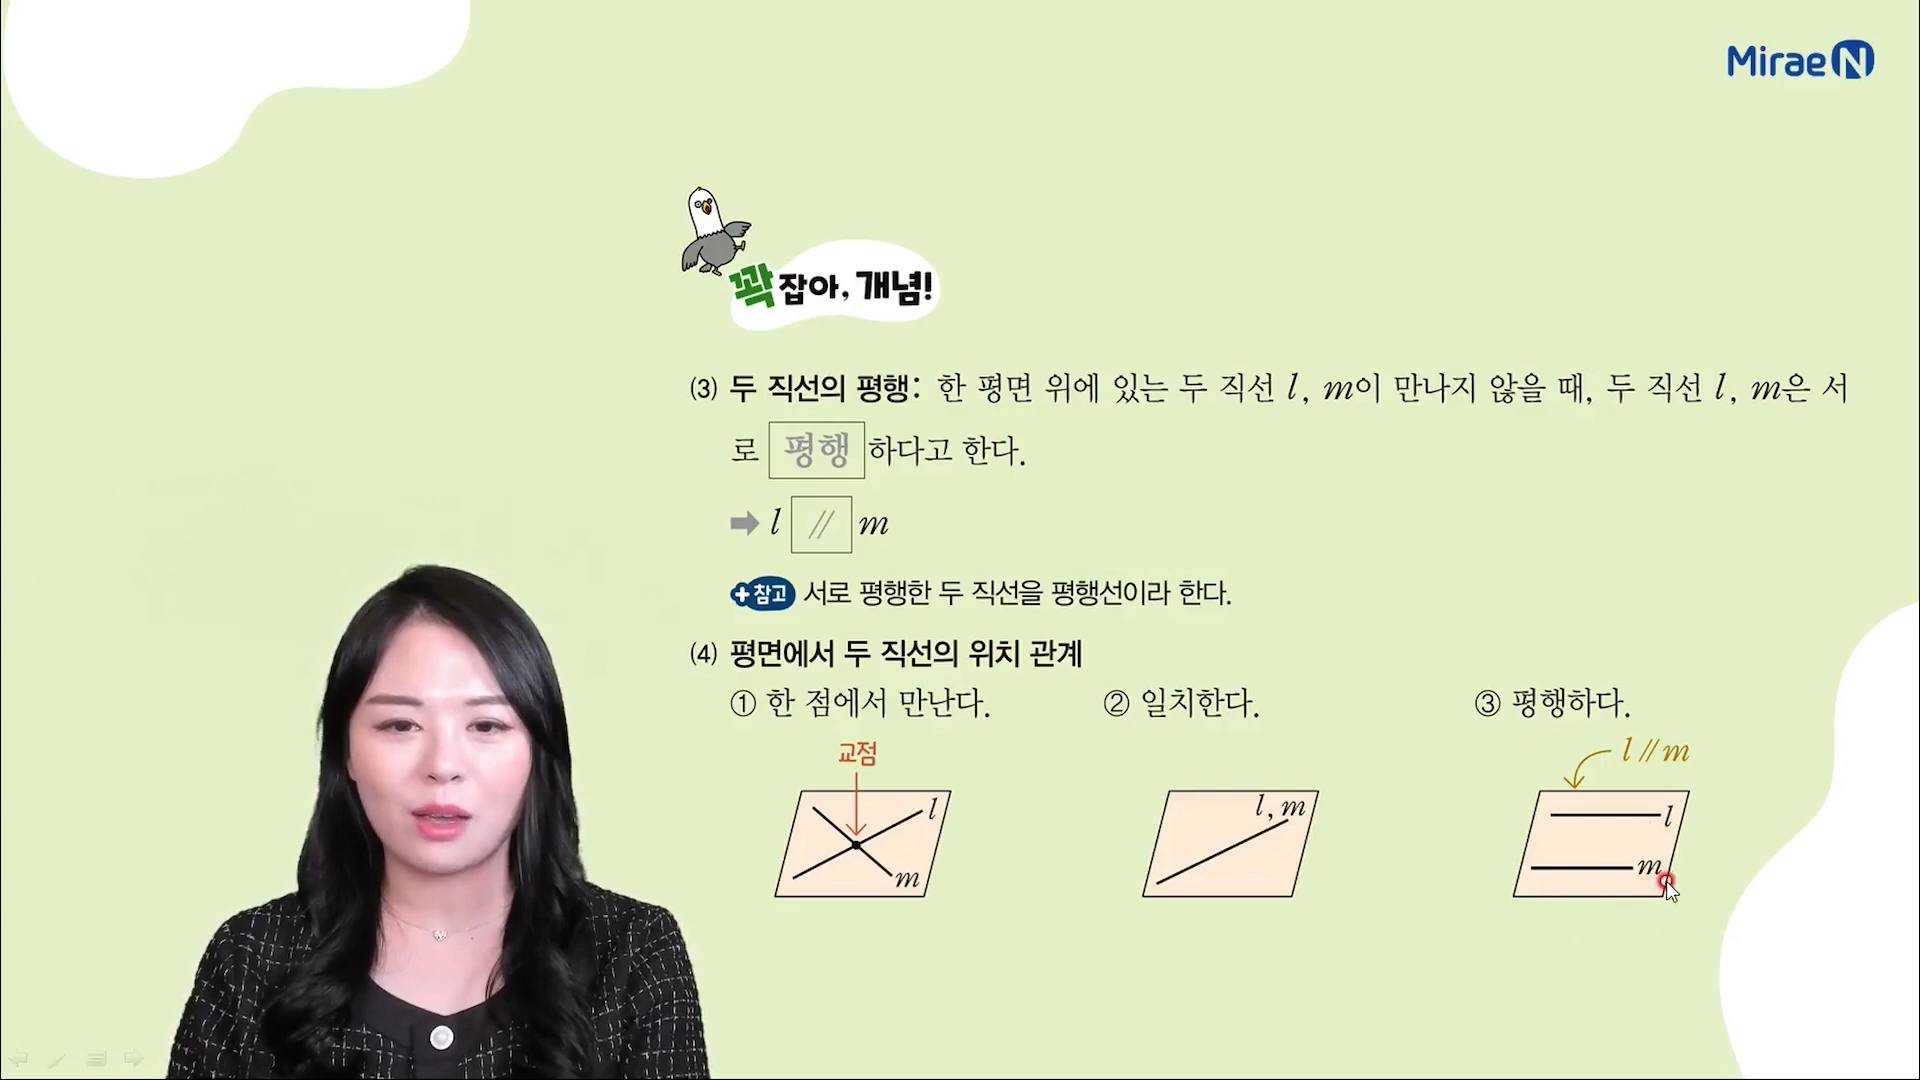 Mirae N
꽉 잡아, 개념!
(3) 두 직선의 평행: 한 평면 위에 있는 두 직선 l, m이 만나지 않을 때, 두 직선 l, m은 서
로 평행 하다고 한다.
➡ l // m
+참고 서로 평행한 두 직선을 평행선이라 한다.
(4) 평면에서 두 직선의 위치 관계
① 한 점에서 만난다. ② 일치한다. ③ 평행하다.
교점 l // m
l l, m l
m m